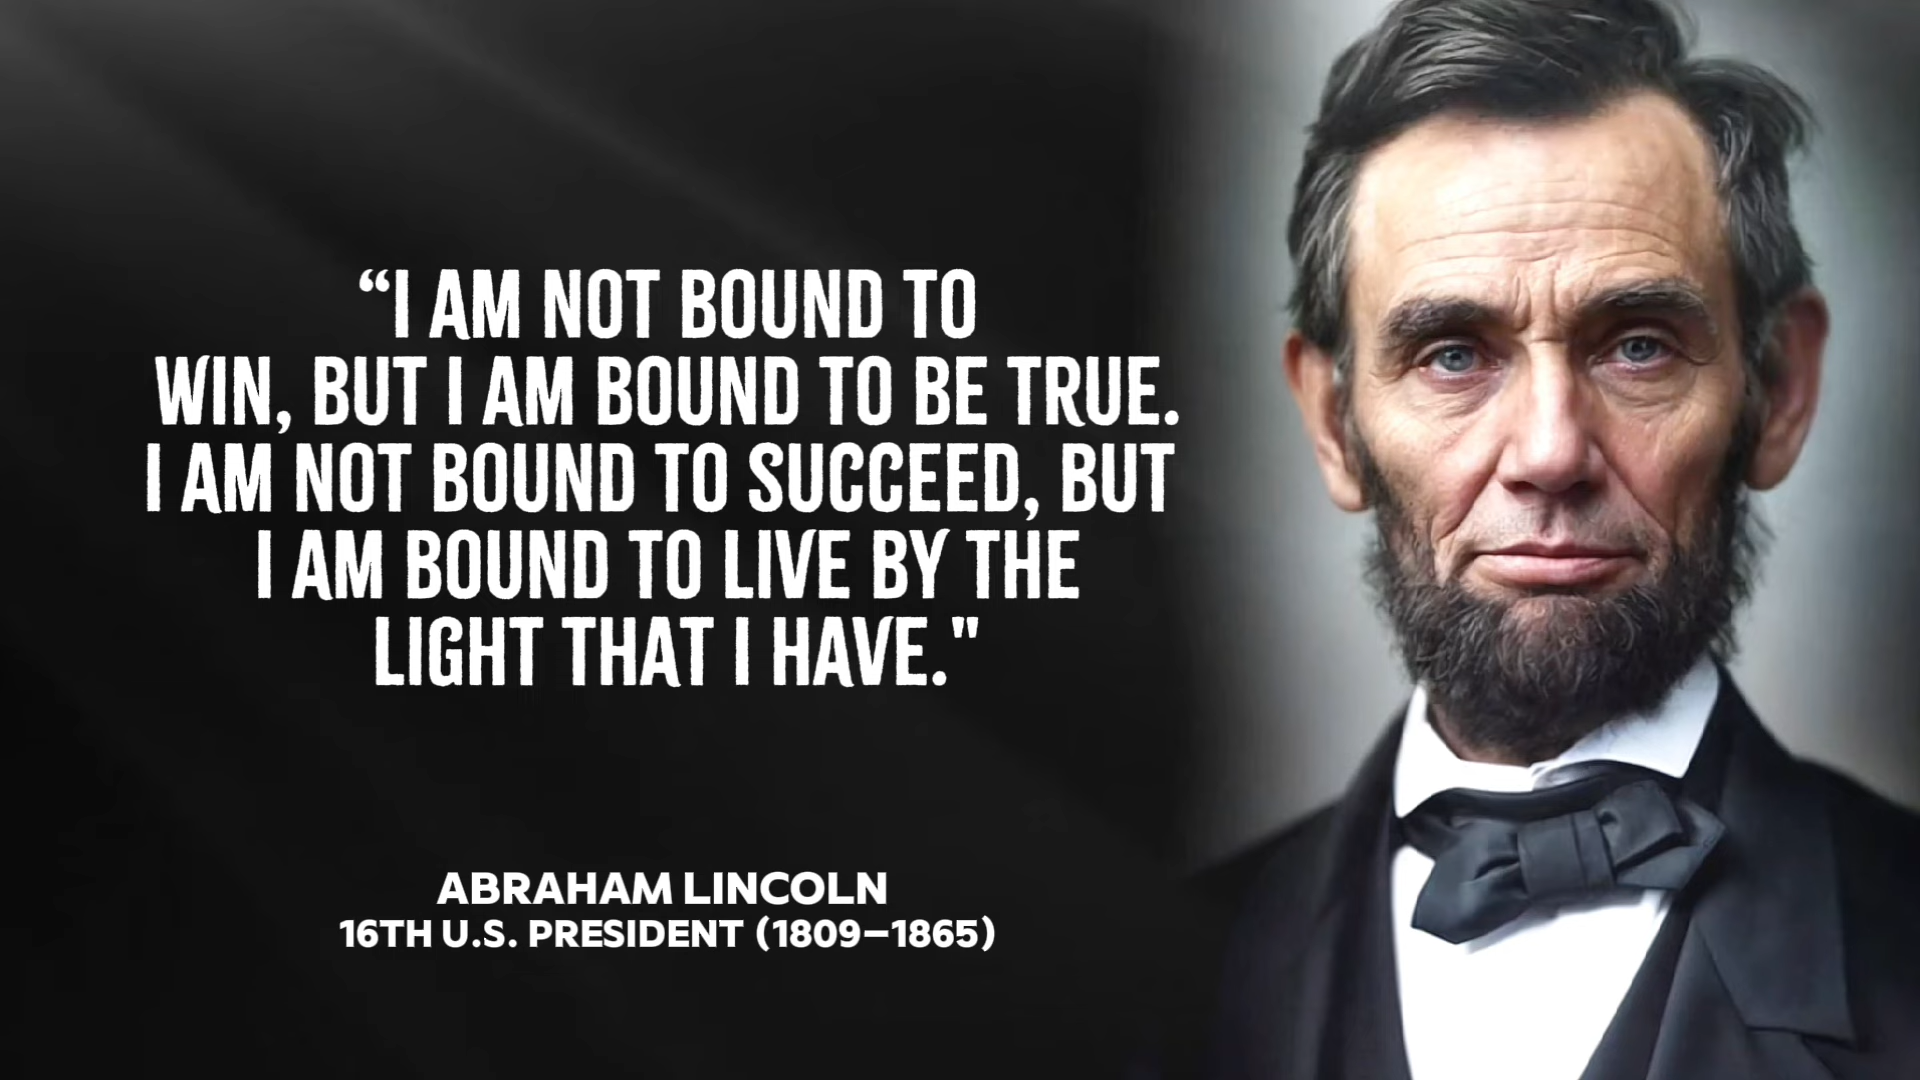 “I AM NOT BOUND TO
WIN, BUT I AM BOUND TO BE TRUE.
I AM NOT BOUND TO SUCCEED, BUT
I AM BOUND TO LIVE BY THE
LIGHT THAT I HAVE."
ABRAHAM LINCOLN
16TH U.S. PRESIDENT (1809–1865)